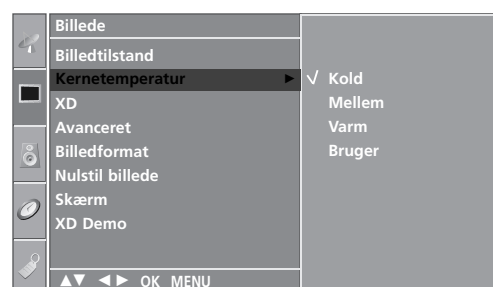 Billede
Billedtilstand
Kernetemperatur ► √ Kold
XD Mellem
Avanceret Varm
Billedformat Bruger
Nulstil billede
Skærm
XD Demo
▲▼ ◄► OK MENU